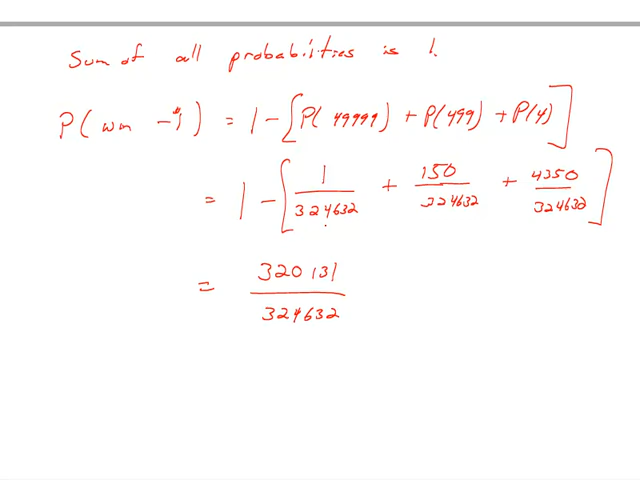 Sum of all probabilities is 1.
P( win -$1 ) = 1 - [ P( 49999 ) + P( 499 ) + P( 4 ) ]
= 1 - [ 1/324632 + 150/324632 + 4350/324632 ]
= 320131/324632